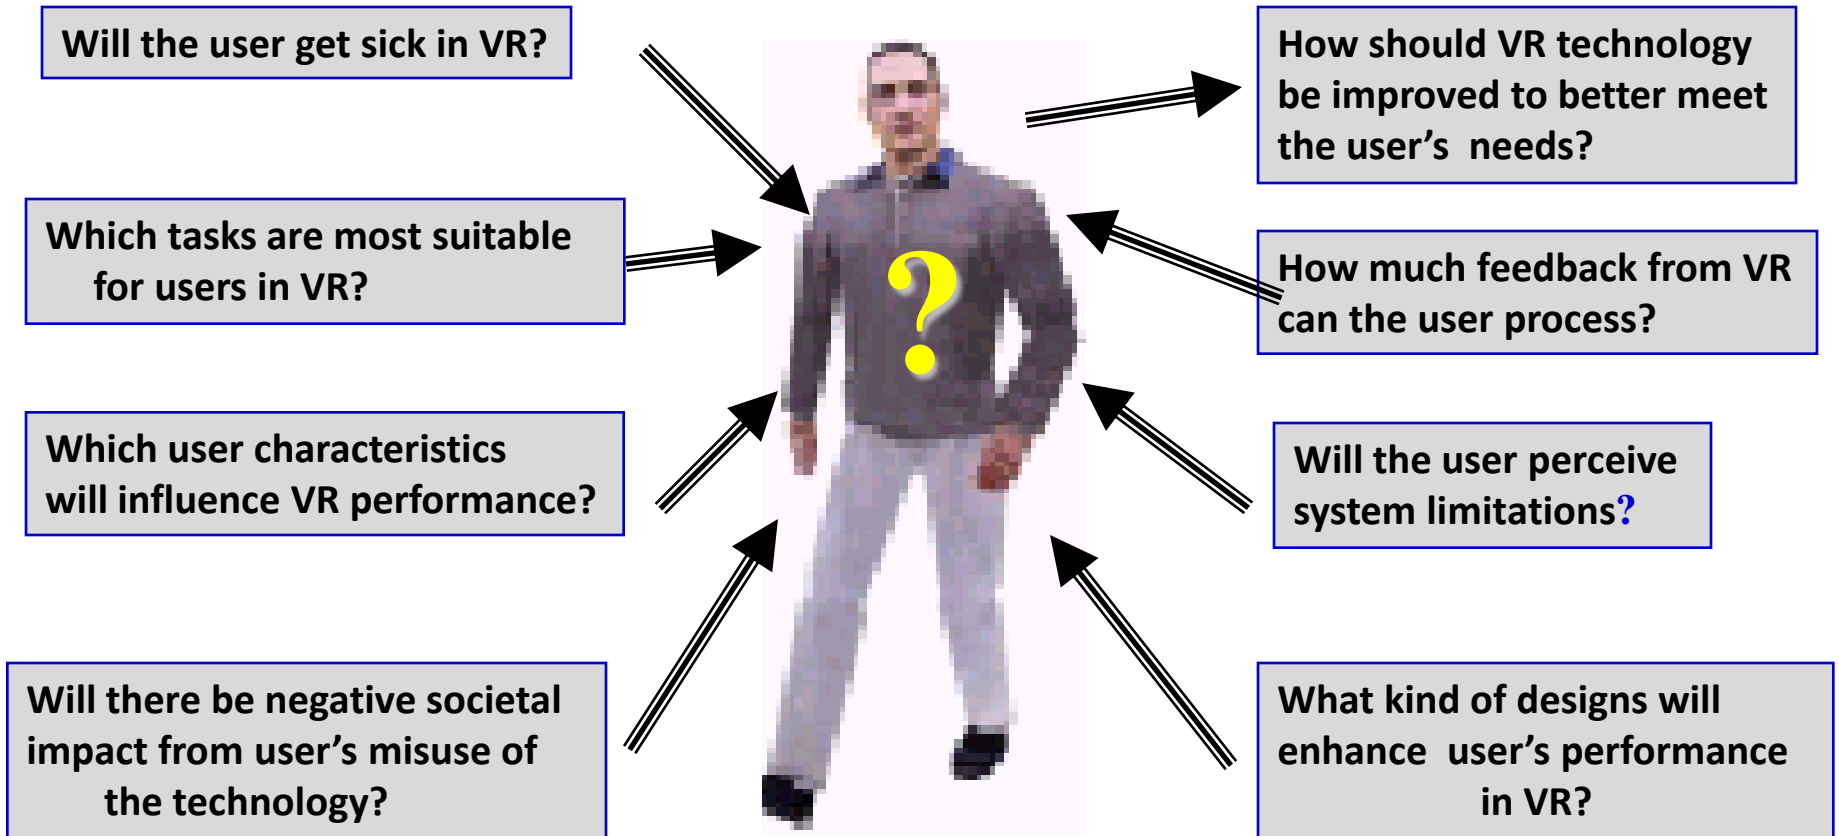 Will the user get sick in VR?
Which tasks are most suitable
for users in VR?
Which user characteristics
will influence VR performance?
Will there be negative societal
impact from user's misuse of
the technology?
?
How should VR technology
be improved to better meet
the user’s  needs?
How much feedback from VR
can the user process?
Will the user perceive
system limitations?
What kind of designs will
enhance  user’s performance
in VR?